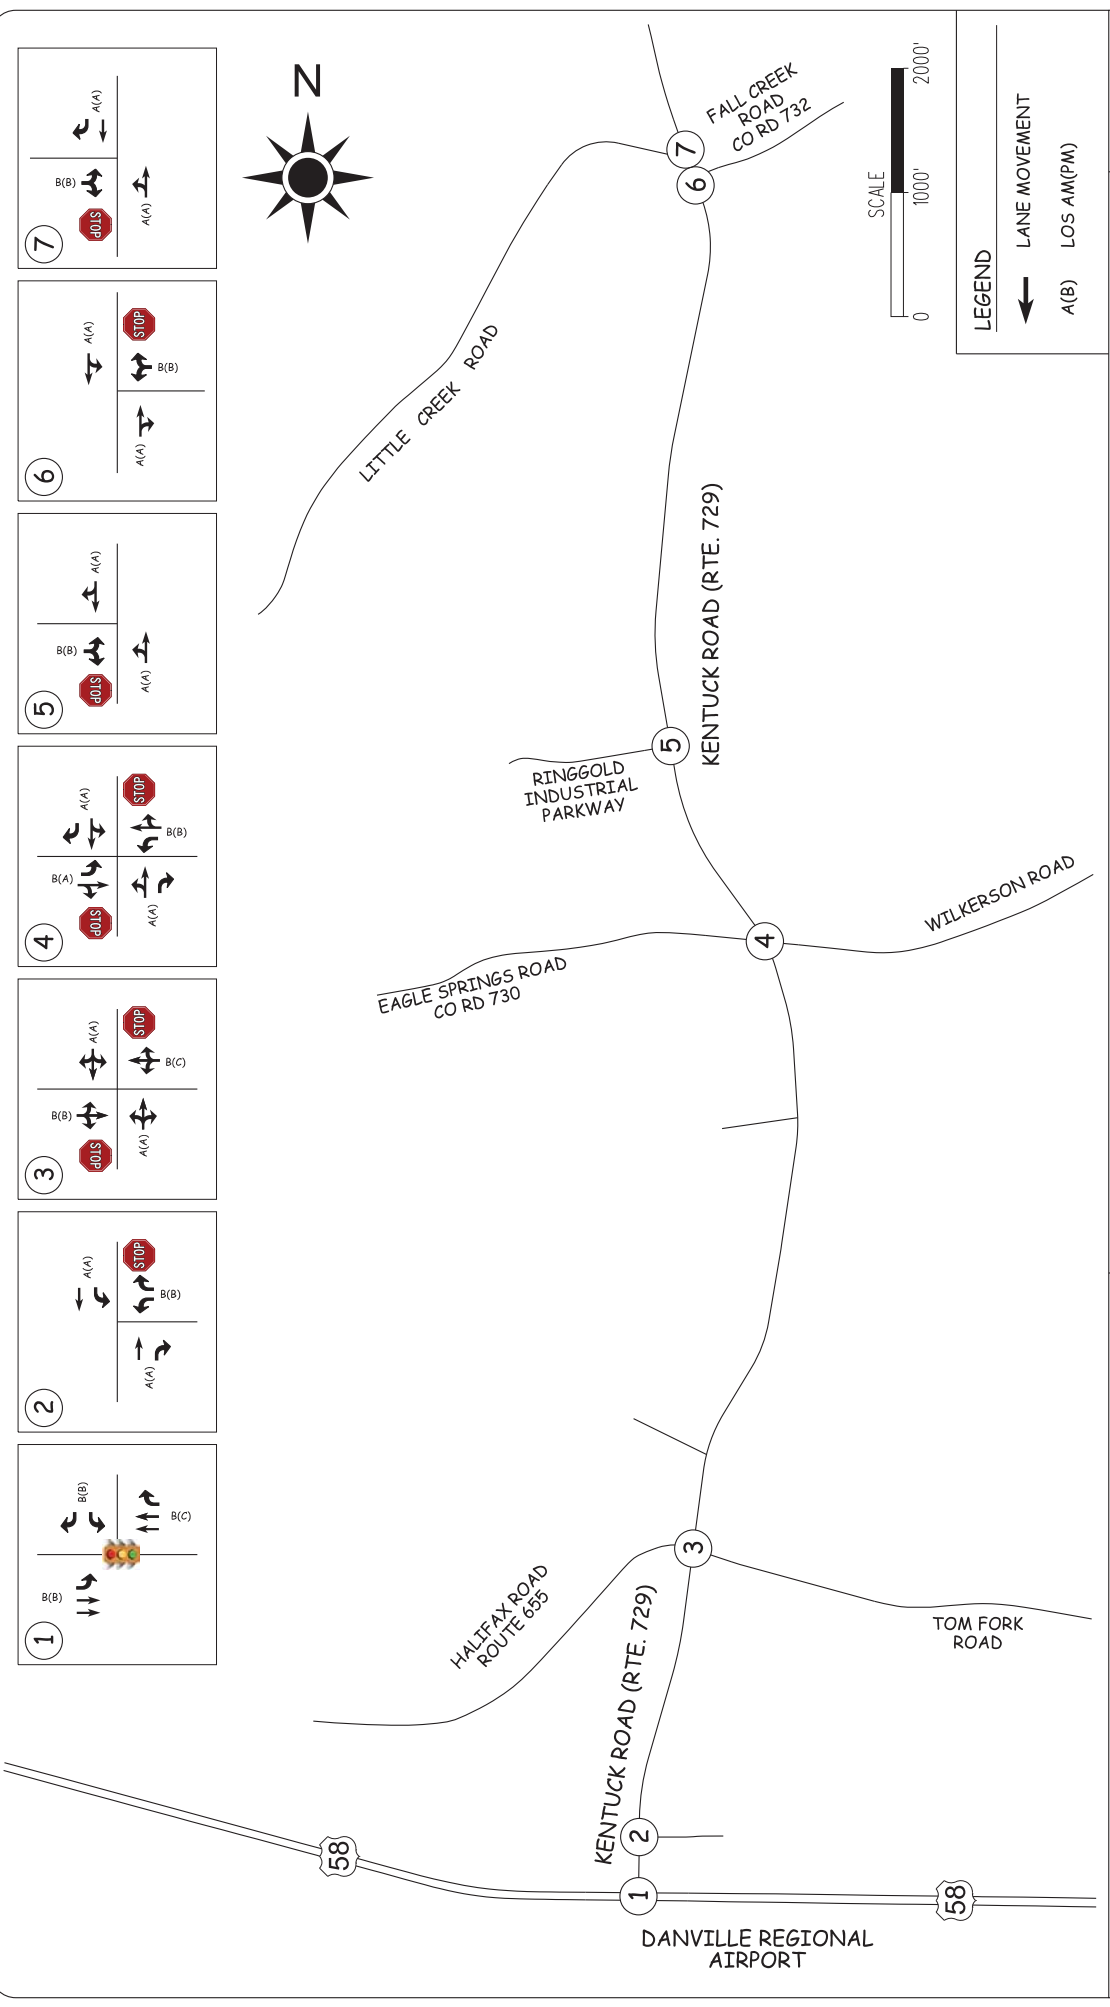 7
A(A)
B(B)
STOP
A(A)
6
A(A)
STOP
B(B)
A(A)
5
A(A)
B(B)
STOP
A(A)
4
A(A)
STOP
B(A)
B(B)
STOP
A(A)
3
A(A)
STOP
B(B)
B(C)
STOP
A(A)
2
A(A)
STOP
B(B)
A(A)
1
B(B)
B(C)
B(B)
N
FALL CREEK
ROAD
CO RD 732
7
6
LITTLE CREEK ROAD
SCALE
0
1000'
2000'
LEGEND
LANE MOVEMENT
A(B) LOS AM(PM)
KENTUCK ROAD (RTE. 729)
5
RINGGOLD
INDUSTRIAL
PARKWAY
WILKERSON ROAD
4
EAGLE SPRINGS ROAD
CO RD 730
3
HALIFAX ROAD
ROUTE 655
TOM FORK
ROAD
KENTUCK ROAD (RTE. 729)
2
58
1
58
DANVILLE REGIONAL
AIRPORT